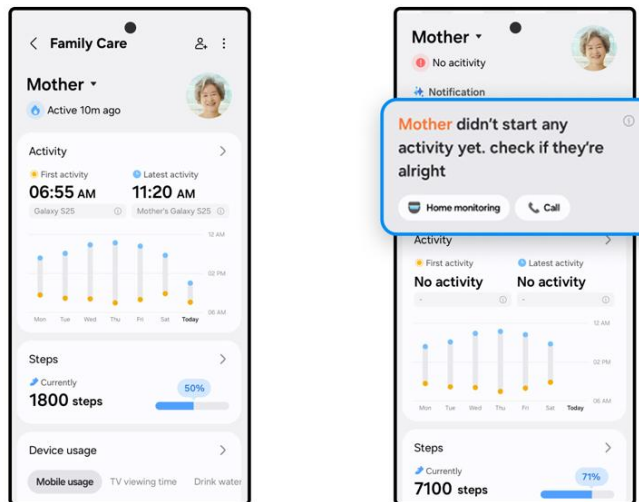 Family Care
Mother
Active 10m ago
Activity
First activity
Latest activity
06:55 AM
11:20 AM
Galaxy S25
Mother's Galaxy S25
12 AM
02 PM
06 AM
Mon Tue Wed Thu Fri Sat Today
Steps
Currently
50%
1800 steps
Device usage
Mobile usage TV viewing time Drink water
Mother
No acitivity
Notification
Mother didn't start any
activity yet. check if they're
alright
Home monitoring
Call
Activity
First activity
Latest activity
No activity
No activity
-
-
12 AM
02 PM
06 AM
Mon Tue Wed Thu Fri Sat Today
Steps
Currently
71%
7100 steps